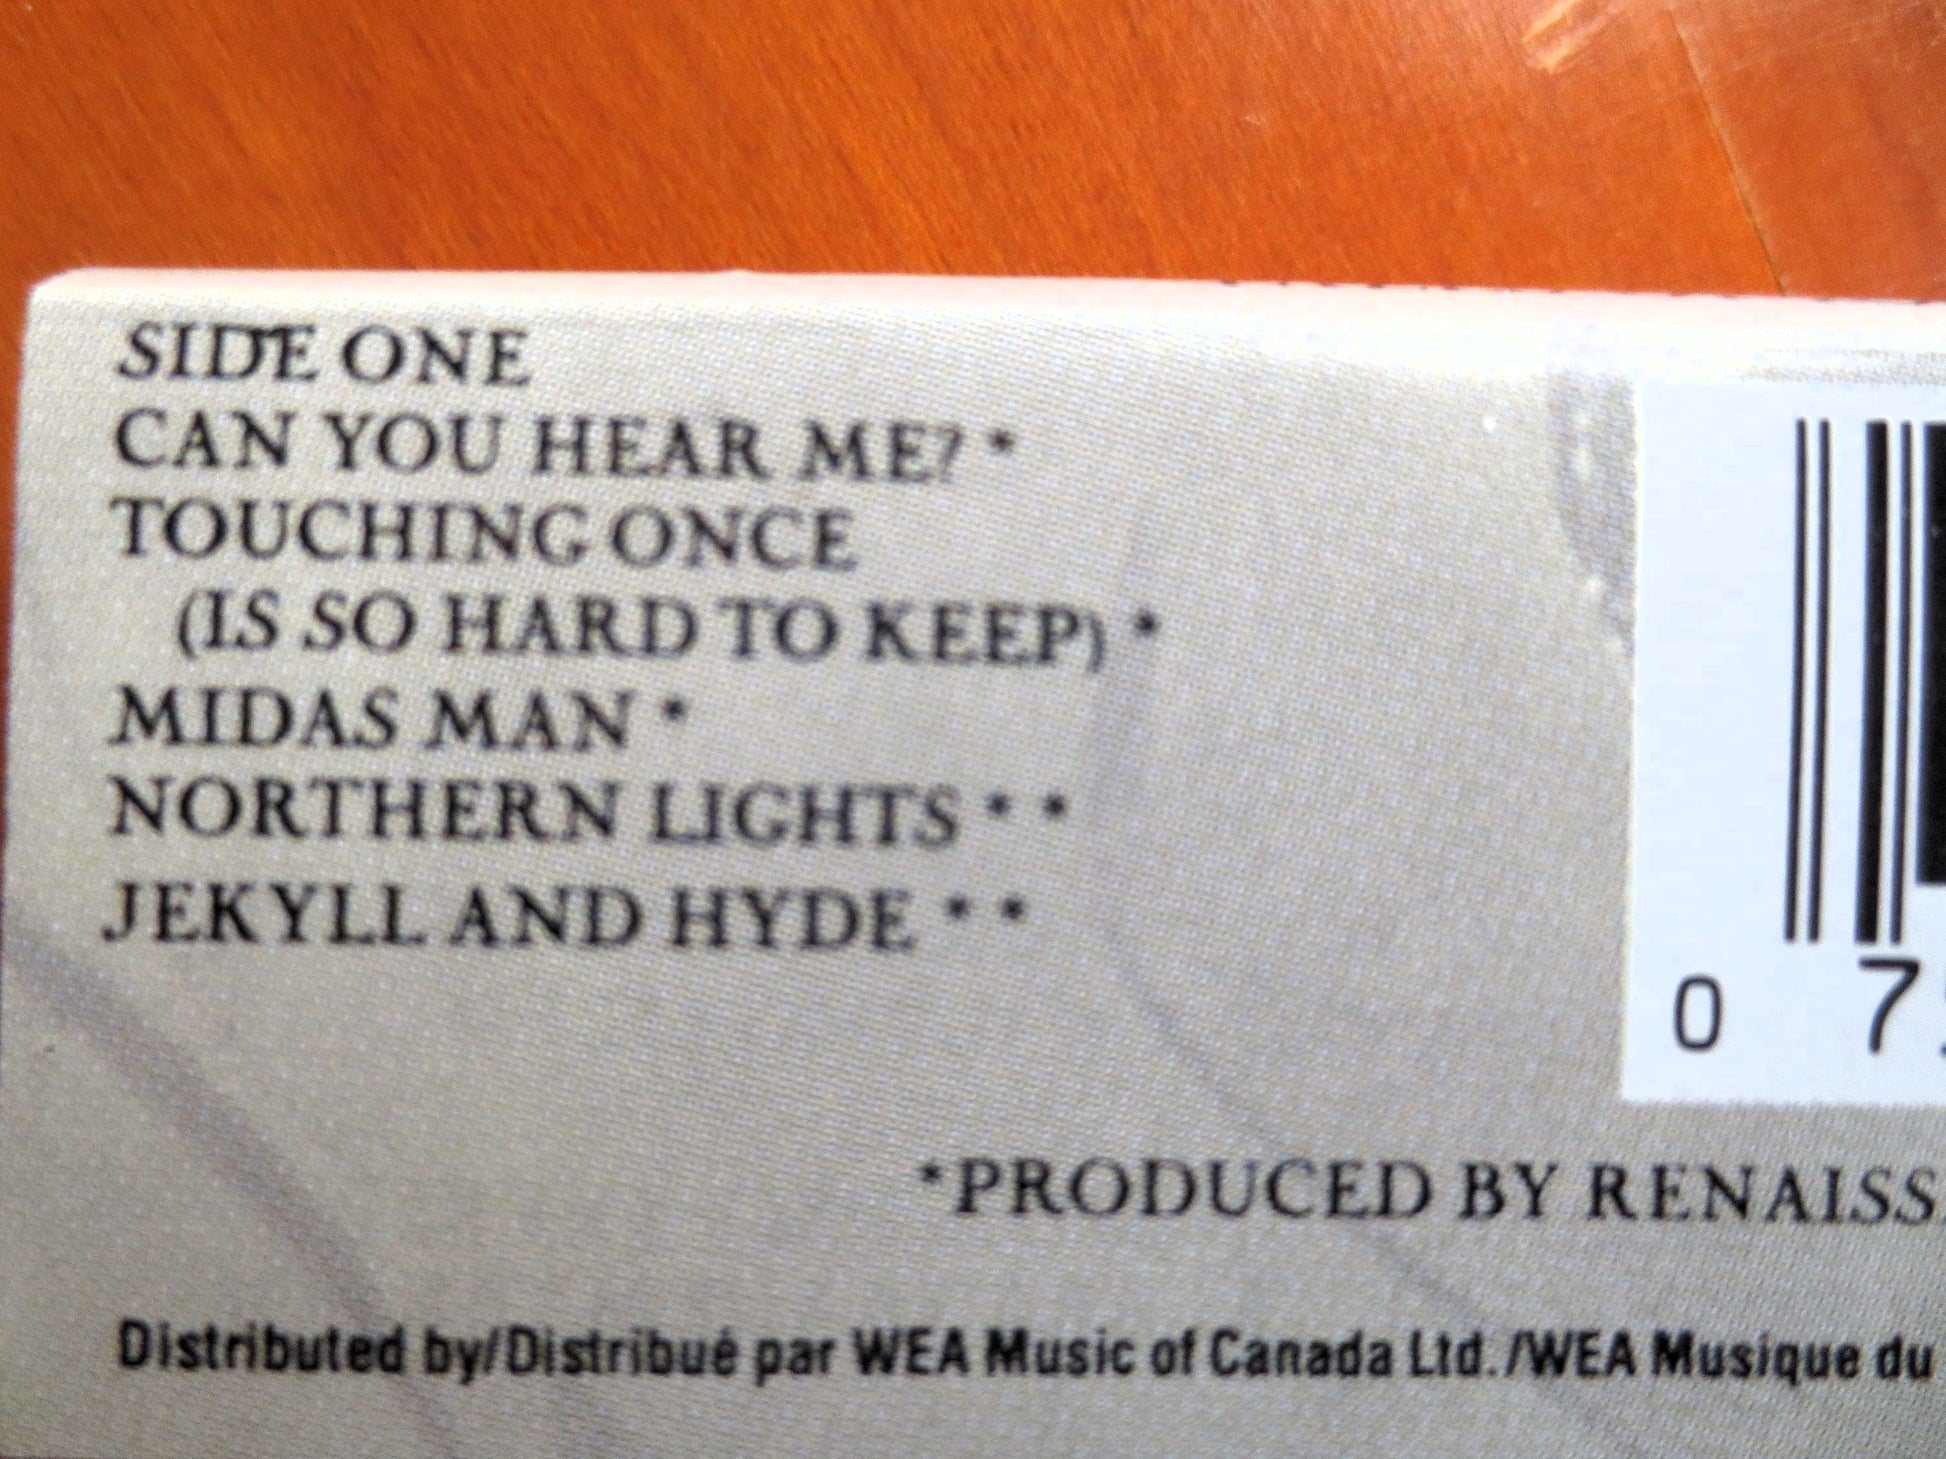 SIDE ONE
CAN YOU HEAR ME? *
TOUCHING ONCE
(IS SO HARD TO KEEP) *
MIDAS MAN *
NORTHERN LIGHTS * *
JEKYLL AND HYDE * *
0 7
*PRODUCED BY RENAISS
Distributed by/Distribué par WEA Music of Canada Ltd./WEA Musique du